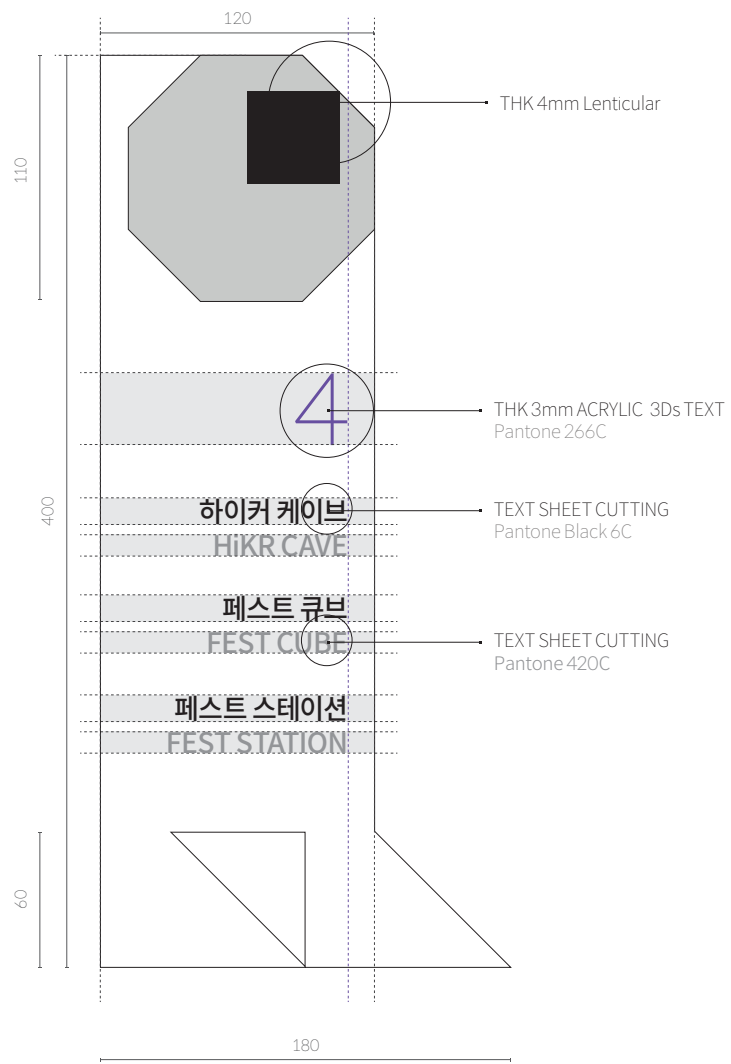 120
THK 4mm Lenticular
110
4
THK 3mm ACRYLIC 3Ds TEXT
Pantone 266C
400
하이커 케이브
TEXT SHEET CUTTING
Pantone Black 6C
HiKR CAVE
페스트 큐브
FEST CUBE
TEXT SHEET CUTTING
Pantone 420C
페스트 스테이션
FEST STATION
60
180